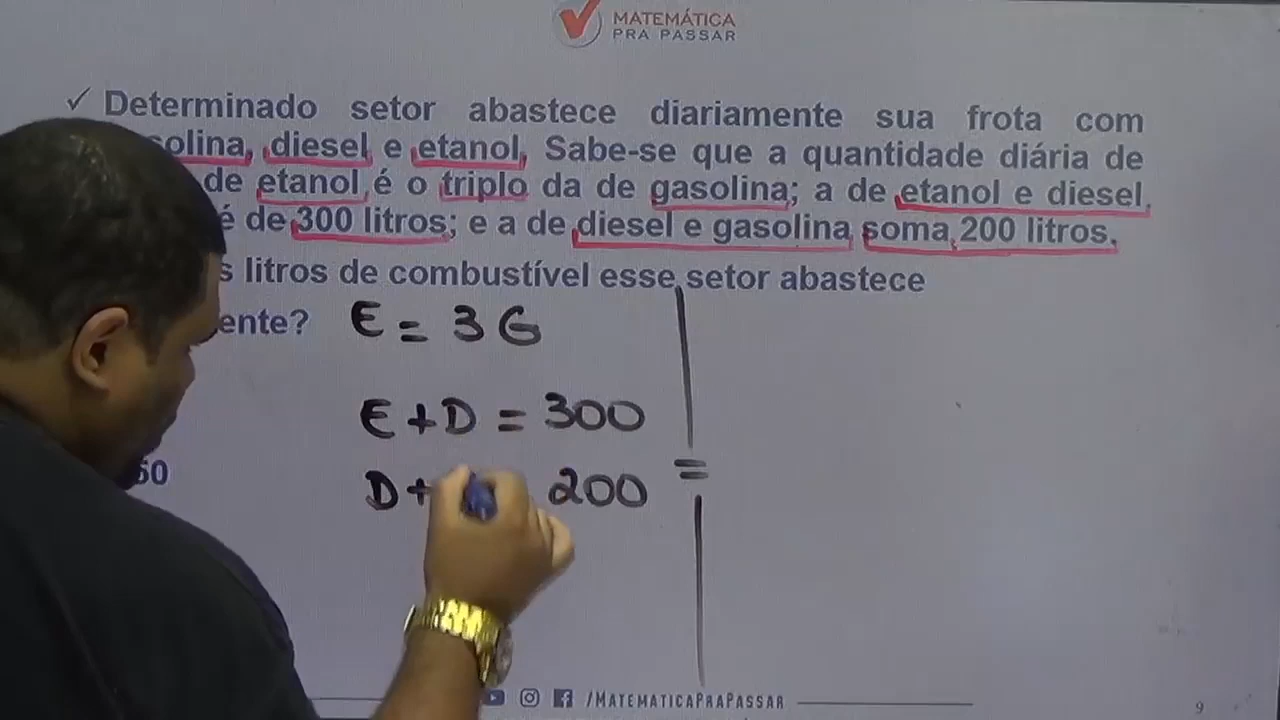 MATEMÁTICA
PRA PASSAR
✓ Determinado setor abastece diariamente sua frota com
solina, diesel e etanol. Sabe-se que a quantidade diária de
de etanol é o triplo da de gasolina; a de etanol e diesel,
é de 300 litros; e a de diesel e gasolina soma 200 litros.
s litros de combustível esse setor abastece
ente? E = 3 G
E + D = 300
50 D + 200 =
/MATEMATICAPRAPASSAR
9